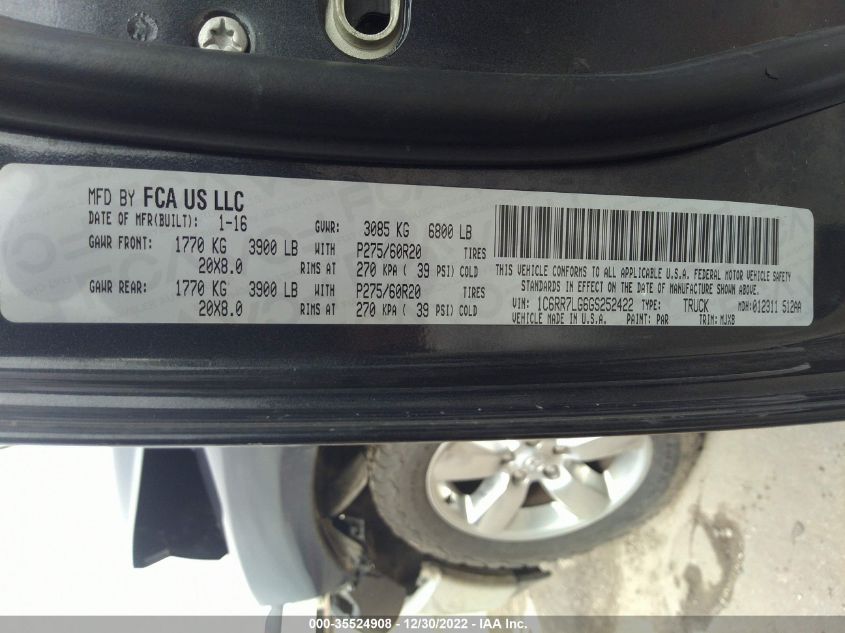 MFD BY FCA US LLC
DATE OF MFR(BUILT): 1-16 GVWR: 3085 KG 6800 LB
GAWR FRONT: 1770 KG 3900 LB WITH P275/60R20 TIRES
20X8.0 RIMS AT 270 KPA ( 39 PSI) COLD
GAWR REAR: 1770 KG 3900 LB WITH P275/60R20 TIRES
20X8.0 RIMS AT 270 KPA ( 39 PSI) COLD
THIS VEHICLE CONFORMS TO ALL APPLICABLE U.S.A. FEDERAL MOTOR VEHICLE SAFETY
STANDARDS IN EFFECT ON THE DATE OF MANUFACTURE SHOWN ABOVE.
VIN: 1C6RR7LG6GS252422 TYPE: TRUCK MDH:012311 512AA
VEHICLE MADE IN U.S.A. PAINT: PAR TRIM: MJX8
000-35524908 - 12/30/2022 - IAA Inc.